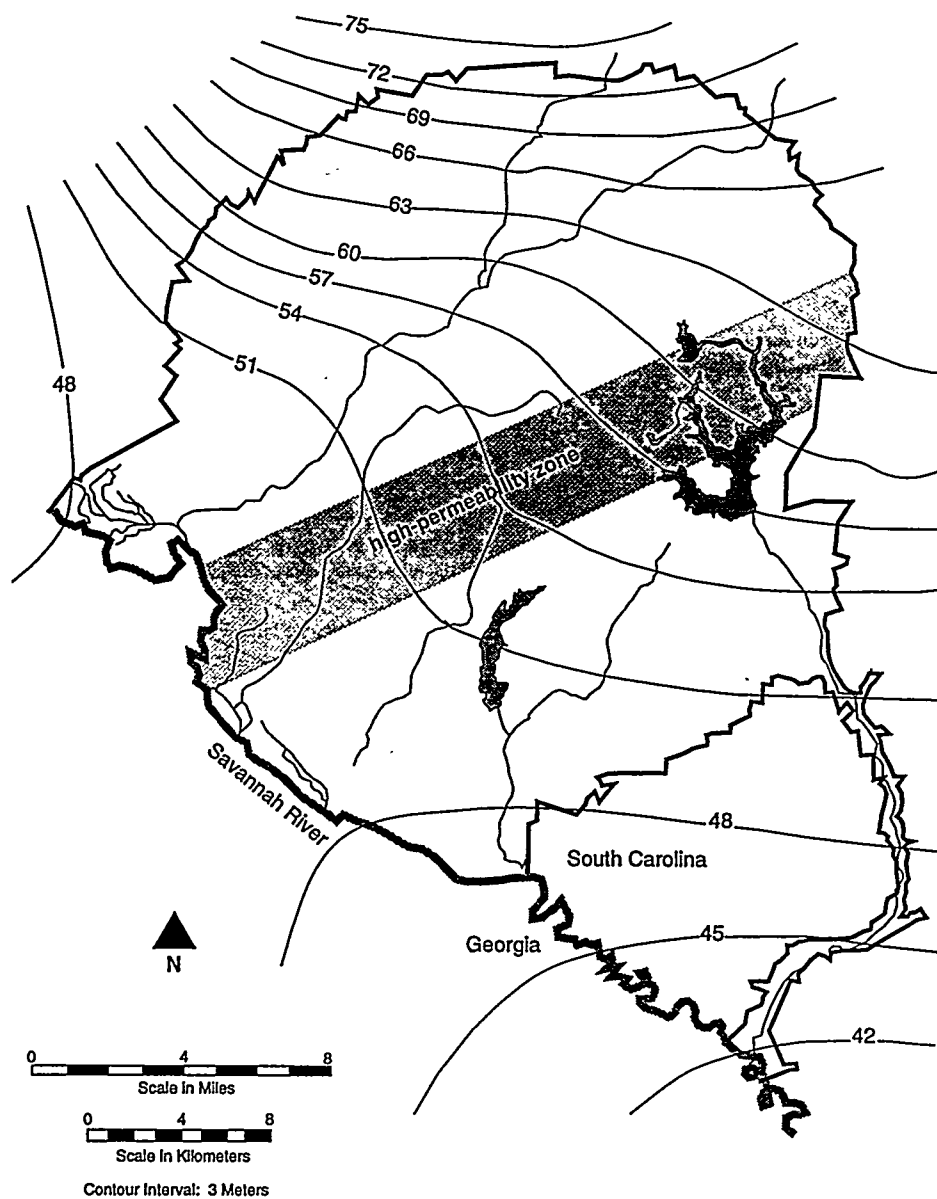 75
72
69
66
63
60
57
54
51
48
high-permeability zone
Savannah River
48
South Carolina
Georgia
45
N
42
0 4 8
Scale in Miles
0 4 8
Scale in Kilometers
Contour Interval: 3 Meters